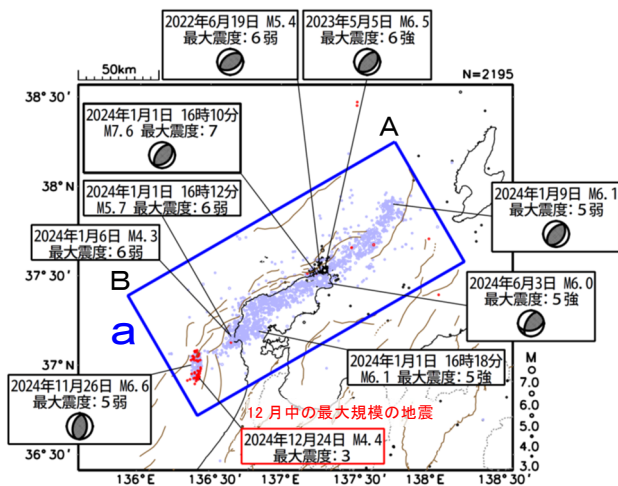 2022年6月19日 M5.4
最大震度：6弱
2023年5月5日 M6.5
最大震度：6強
50km
N=2195
38°30'N
2024年1月1日 16時10分
M7.6 最大震度：7
A
38°N
2024年1月1日 16時12分
M5.7 最大震度：6弱
2024年1月9日 M6.1
最大震度：5弱
2024年1月6日 M4.3
最大震度：6弱
37°30'N
B
2024年6月3日 M6.0
最大震度：5強
a
37°N
2024年1月1日 16時18分
M6.1 最大震度：5強
M
7.0
6.0
5.0
4.0
3.0
2024年11月26日 M6.6
最大震度：5弱
12月中の最大規模の地震
2024年12月24日 M4.4
最大震度：3
36°30'
136°E
136°30'
137°E
137°30'
138°E
138°30'E